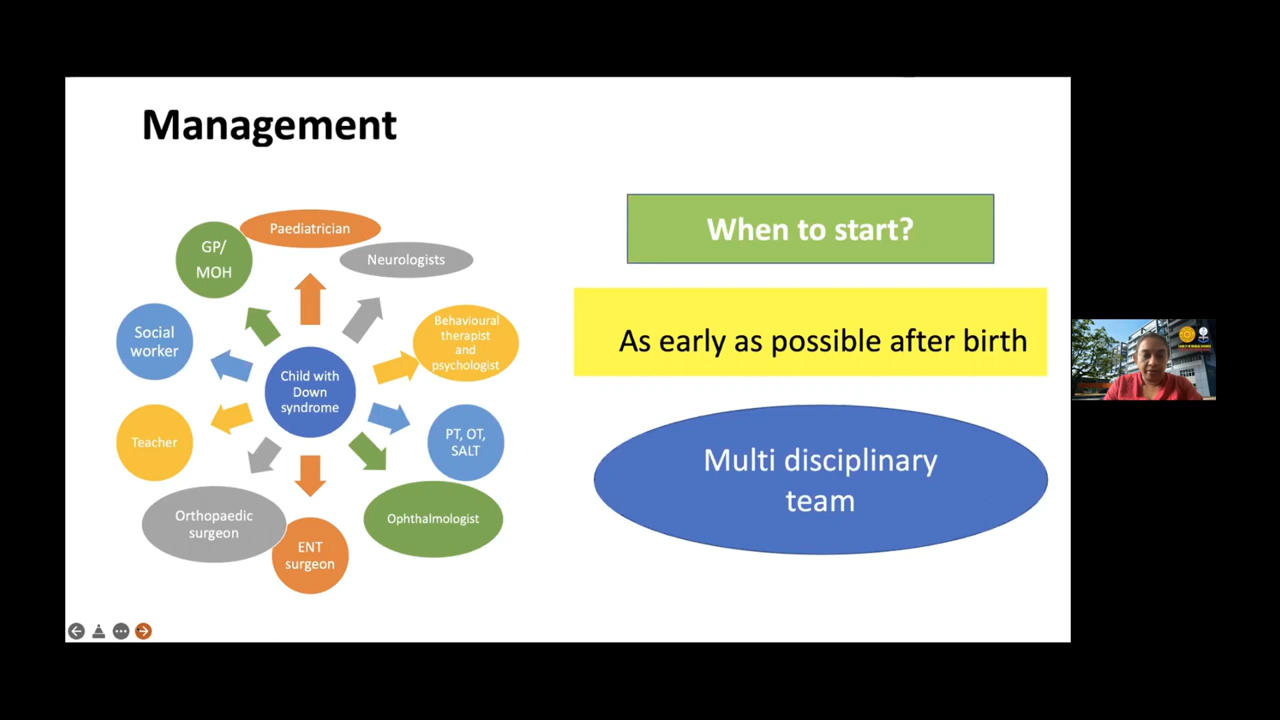 Management
Paediatrician
Neurologists
Behavioural
therapist
and
psychologist
PT, OT,
SALT
Ophthalmologist
ENT
surgeon
Orthopaedic
surgeon
Teacher
Social
worker
GP/
MOH
Child with
Down
syndrome
When to start?
As early as possible after birth
Multi disciplinary
team